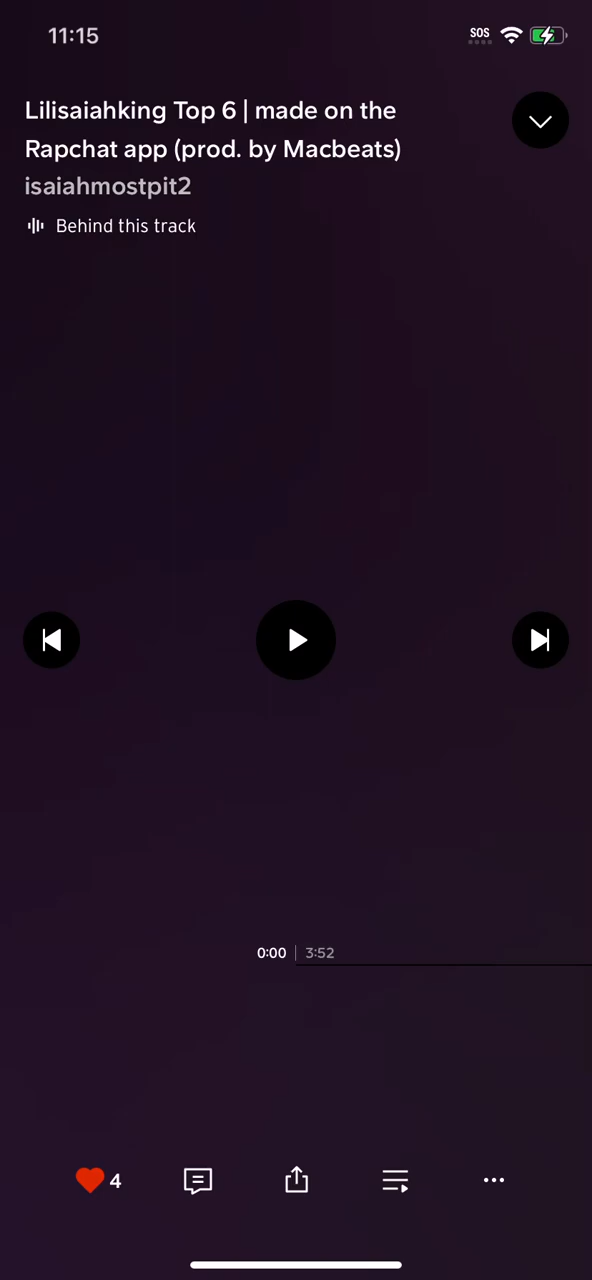 11:15
SOS
Lilisaiahking Top 6 | made on the
Rapchat app (prod. by Macbeats)
isaiahmostpit2
Behind this track
0:00 | 3:52
4